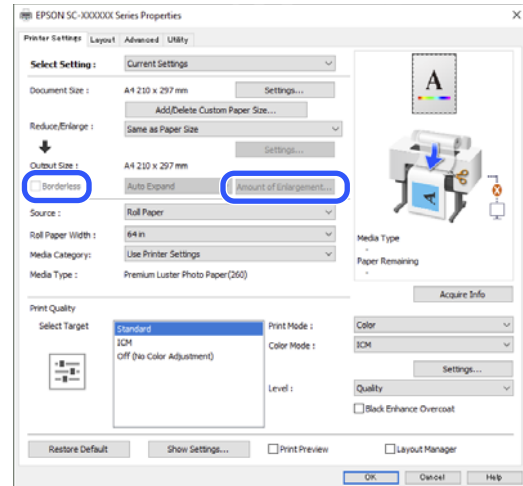 EPSON SC-XXXXXX Series Properties
Printer Settings Layout Advanced Utility
Select Setting : Current Settings
Document Size : A4 210 x 297 mm Settings...
Add/Delete Custom Paper Size...
Reduce/Enlarge : Same as Paper Size
Settings...
Output Size : A4 210 x 297 mm
Borderless Auto Expand Amount of Enlargement...
Source : Roll Paper
Roll Paper Width : 64 in
Media Category: Use Printer Settings
Media Type : Premium Luster Photo Paper(260)
A
Media Type
-
Paper Remaining
-
Acquire Info
Print Quality
Select Target
Standard
ICM
Off (No Color Adjustment)
Print Mode : Color
Color Mode : ICM
Settings...
Level : Quality
Black Enhance Overcoat
Restore Default Show Settings... Print Preview Layout Manager
OK Cancel Help